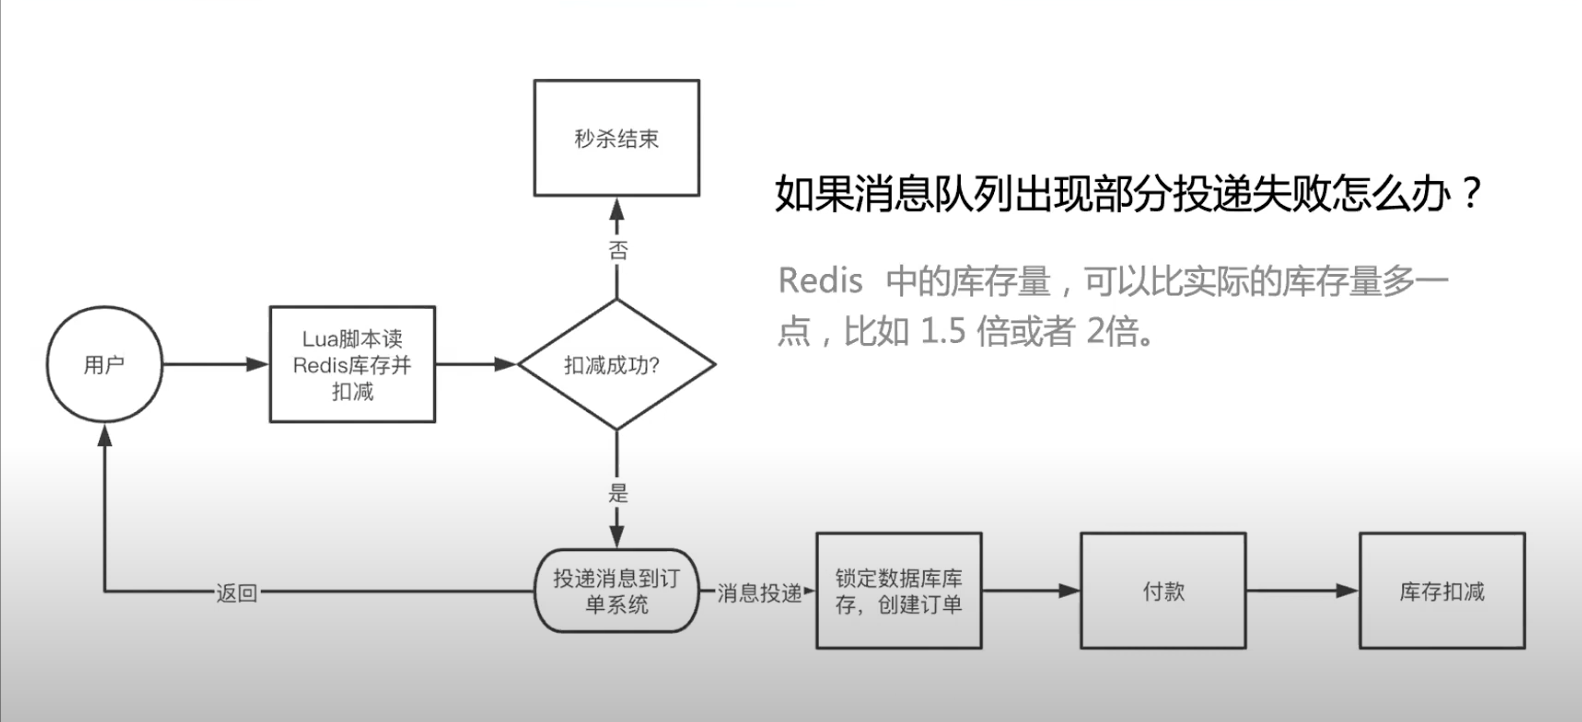 秒杀结束
如果消息队列出现部分投递失败怎么办？
否
Redis 中的库存量，可以比实际的库存量多一
点，比如 1.5 倍或者 2倍。
用户
Lua脚本读
Redis库存并
扣减
扣减成功?
是
返回
投递消息到订
单系统
消息投递
锁定数据库库
存，创建订单
付款
库存扣减